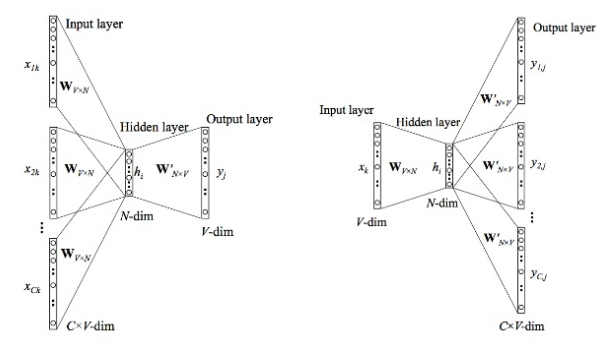 Input layer
x1k
WV×N
Hidden layer
Output layer
x2k
WV×N
hi
W'N×V
yj
N-dim
V-dim
WV×N
xCk
C×V-dim
Output layer
y1,j
W'N×V
Input layer
Hidden layer
xk
WV×N
hi
W'N×V
y2,j
N-dim
V-dim
W'N×V
yC,j
C×V-dim